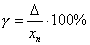 γ = Δ / xₙ · 100%